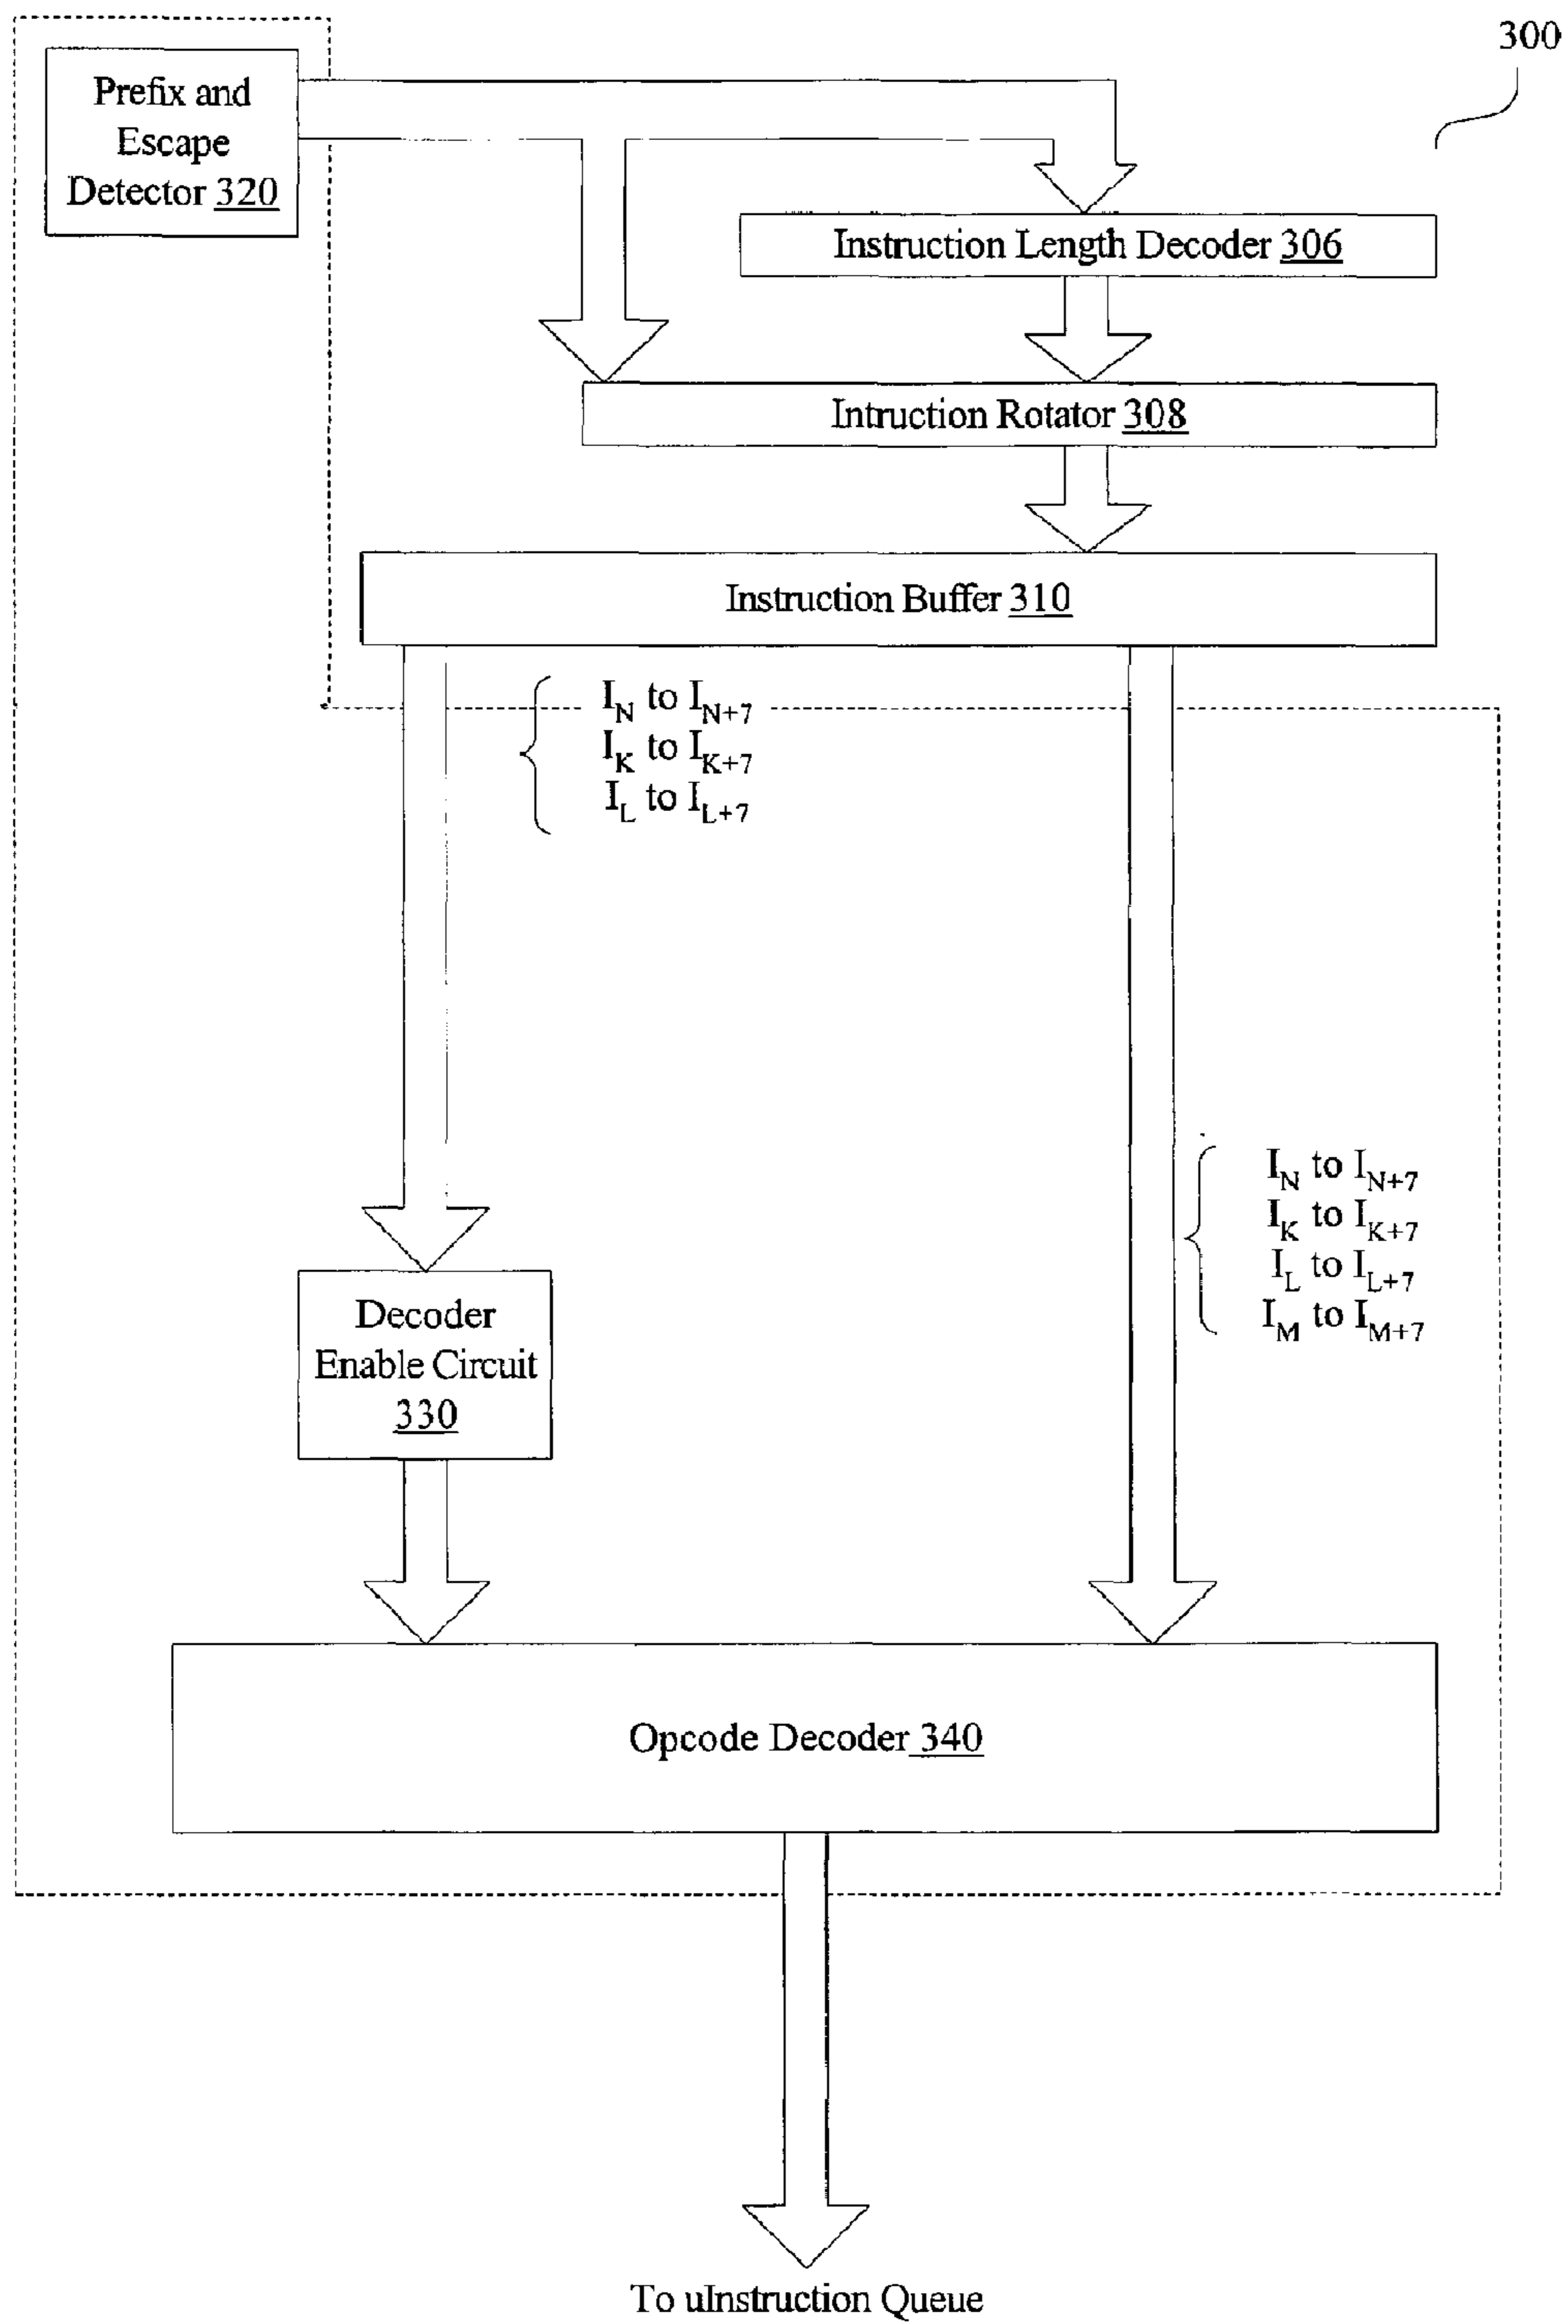 300
Prefix and
Escape
Detector 320
Instruction Length Decoder 306
Intruction Rotator 308
Instruction Buffer 310
I_N to I_N+7
I_K to I_K+7
I_L to I_L+7
I_N to I_N+7
I_K to I_K+7
I_L to I_L+7
I_M to I_M+7
Decoder
Enable Circuit
330
Opcode Decoder 340
To uInstruction Queue